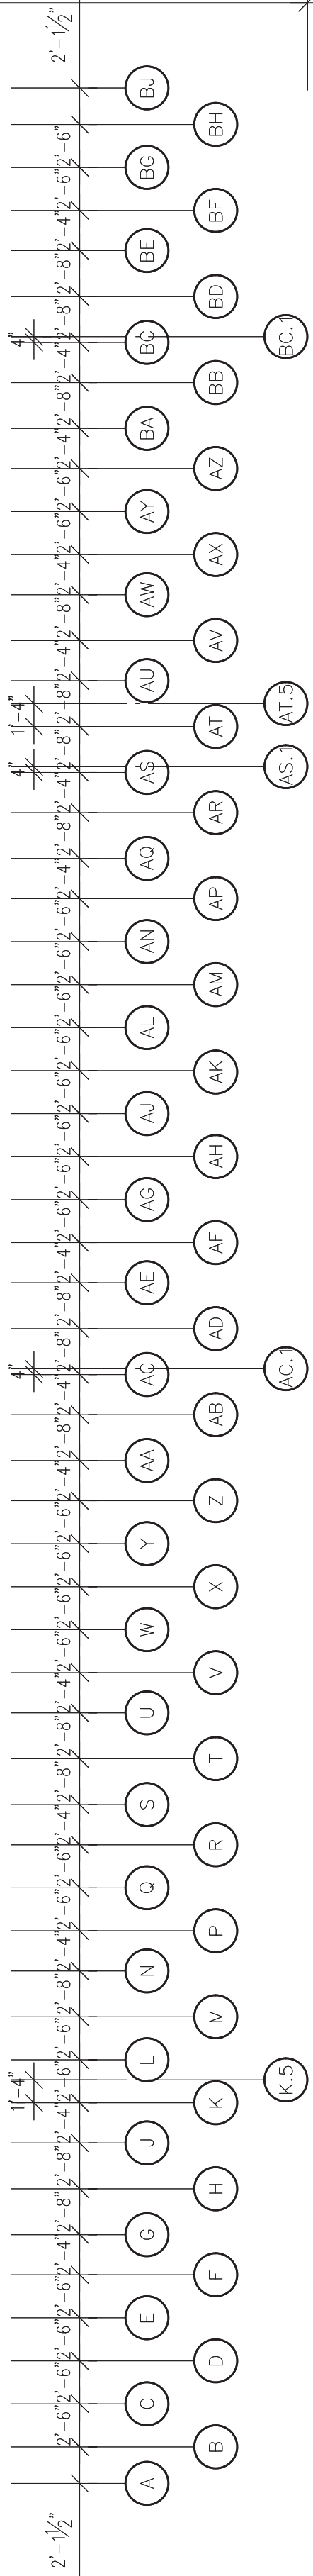 1'-4" 4" 4" 1'-4" 4"
2'-1½" 2'-6" 2'-6" 2'-6" 2'-6" 2'-4" 2'-8" 2'-8" 2'-4" 2'-6" 2'-6" 2'-8" 2'-4" 2'-6" 2'-6" 2'-4" 2'-8" 2'-8" 2'-4" 2'-6" 2'-6" 2'-6" 2'-6" 2'-4" 2'-8" 2'-4" 2'-8" 2'-8" 2'-4" 2'-6" 2'-6" 2'-6" 2'-6" 2'-6" 2'-6" 2'-6" 2'-6" 2'-4" 2'-8" 2'-4" 2'-8" 2'-8" 2'-4" 2'-8" 2'-4" 2'-6" 2'-6" 2'-4" 2'-8" 2'-4" 2'-8" 2'-8" 2'-4" 2'-6" 2'-6" 2'-1½"
A C E G J L N Q S U W Y AA AC AE AG AJ AL AN AQ AS AU AW AY BA BC BE BG BJ
B D F H K M P R T V X Z AB AD AF AH AK AM AP AR AT AV AX AZ BB BD BF BH
K.5 AC.1 AS.1 AT.5 BC.1